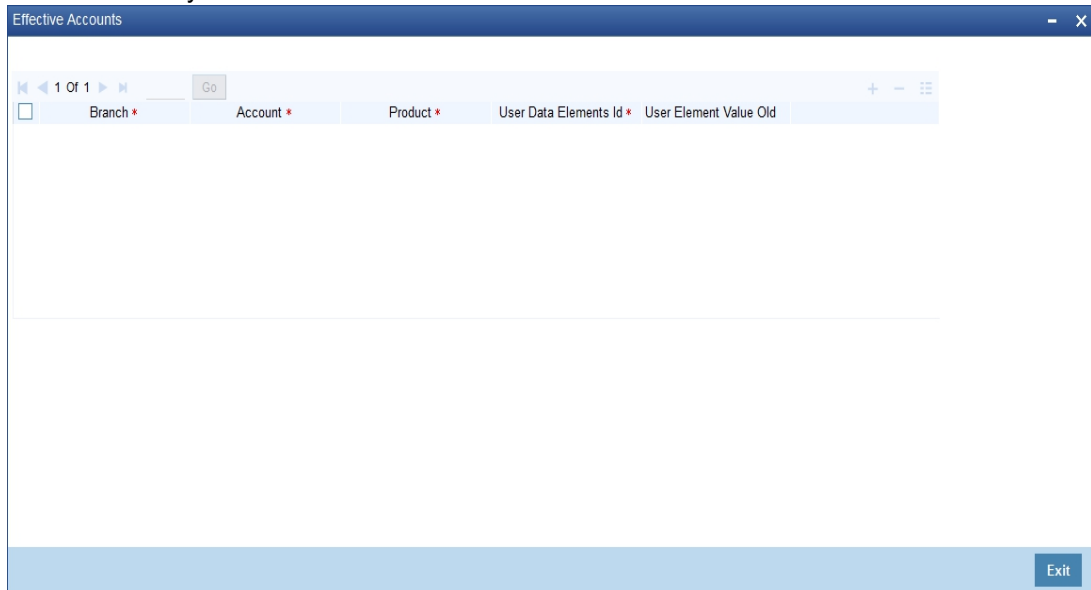 Effective Accounts
1 Of 1 Go
Branch * Account * Product * User Data Elements Id * User Element Value Old
Exit